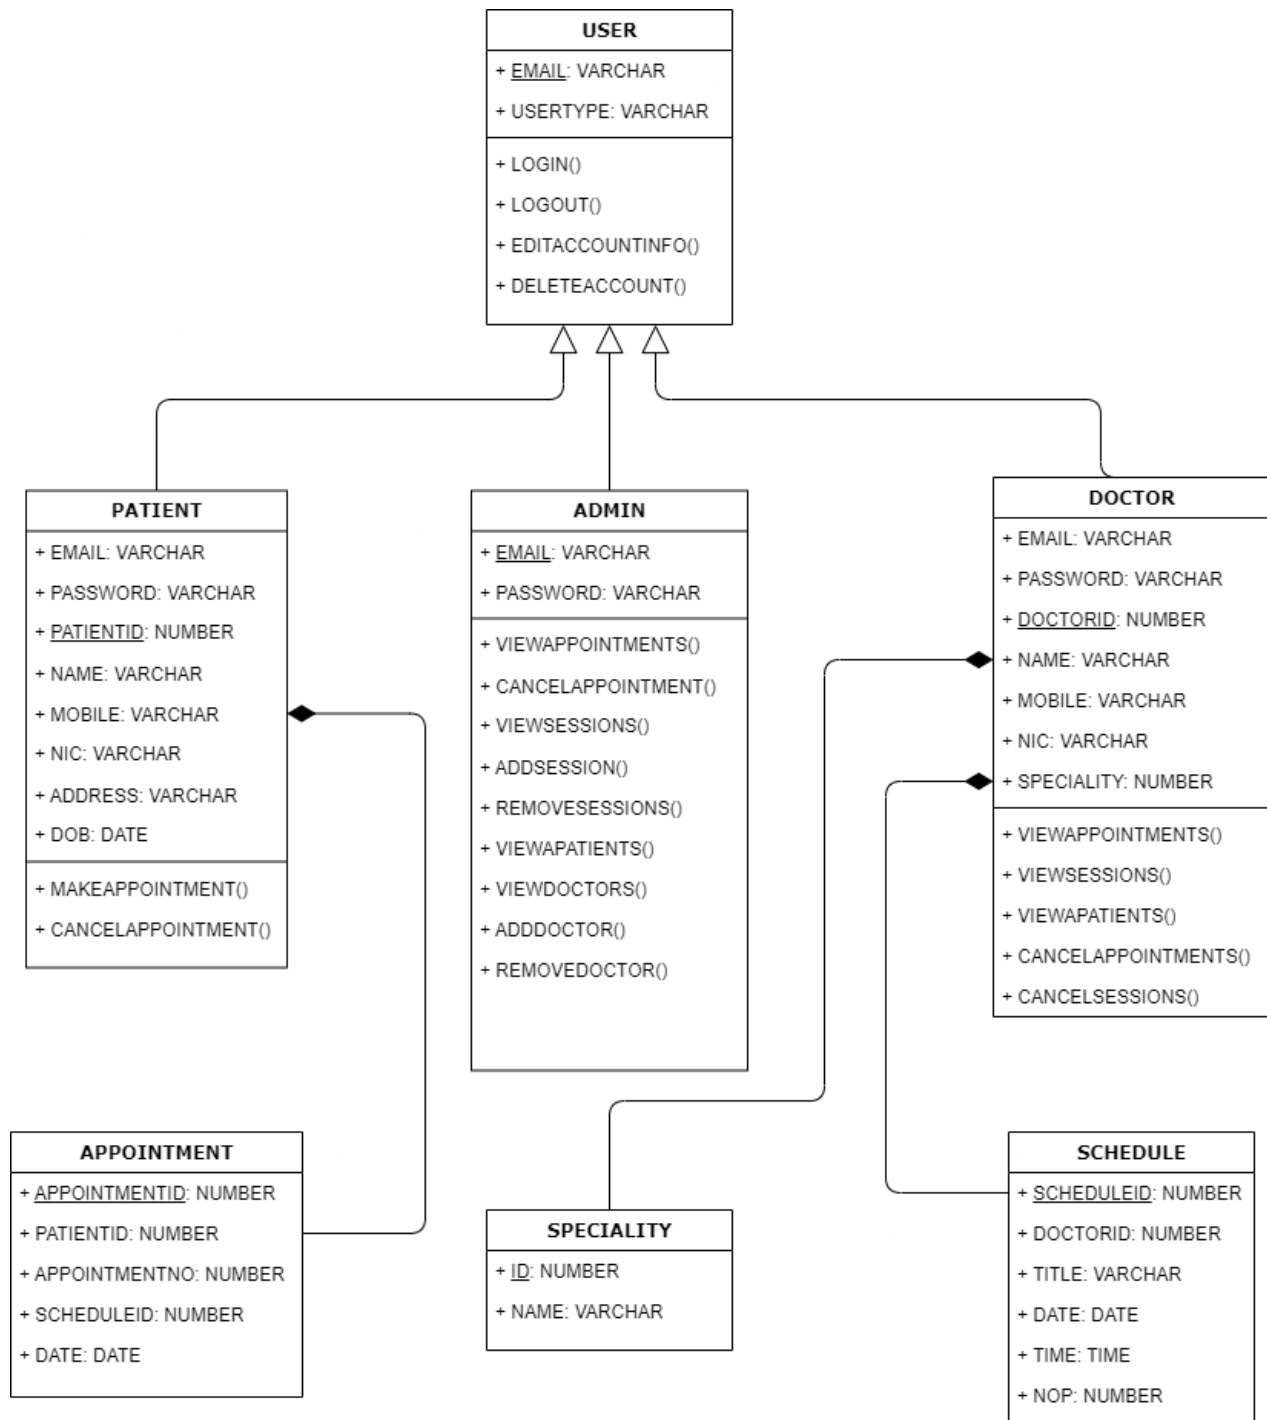 USER
+ EMAIL: VARCHAR
+ USERTYPE: VARCHAR
+ LOGIN()
+ LOGOUT()
+ EDITACCOUNTINFO()
+ DELETEACCOUNT()
PATIENT
+ EMAIL: VARCHAR
+ PASSWORD: VARCHAR
+ PATIENTID: NUMBER
+ NAME: VARCHAR
+ MOBILE: VARCHAR
+ NIC: VARCHAR
+ ADDRESS: VARCHAR
+ DOB: DATE
+ MAKEAPPOINTMENT()
+ CANCELAPPOINTMENT()
ADMIN
+ EMAIL: VARCHAR
+ PASSWORD: VARCHAR
+ VIEWAPPOINTMENTS()
+ CANCELAPPOINTMENT()
+ VIEWSESSIONS()
+ ADDSESSION()
+ REMOVESESSIONS()
+ VIEWAPATIENTS()
+ VIEWDOCTORS()
+ ADDDOCTOR()
+ REMOVEDOCTOR()
DOCTOR
+ EMAIL: VARCHAR
+ PASSWORD: VARCHAR
+ DOCTORID: NUMBER
+ NAME: VARCHAR
+ MOBILE: VARCHAR
+ NIC: VARCHAR
+ SPECIALITY: NUMBER
+ VIEWAPPOINTMENTS()
+ VIEWSESSIONS()
+ VIEWAPATIENTS()
+ CANCELAPPOINTMENTS()
+ CANCELSESSIONS()
APPOINTMENT
+ APPOINTMENTID: NUMBER
+ PATIENTID: NUMBER
+ APPOINTMENTNO: NUMBER
+ SCHEDULEID: NUMBER
+ DATE: DATE
SPECIALITY
+ ID: NUMBER
+ NAME: VARCHAR
SCHEDULE
+ SCHEDULEID: NUMBER
+ DOCTORID: NUMBER
+ TITLE: VARCHAR
+ DATE: DATE
+ TIME: TIME
+ NOP: NUMBER